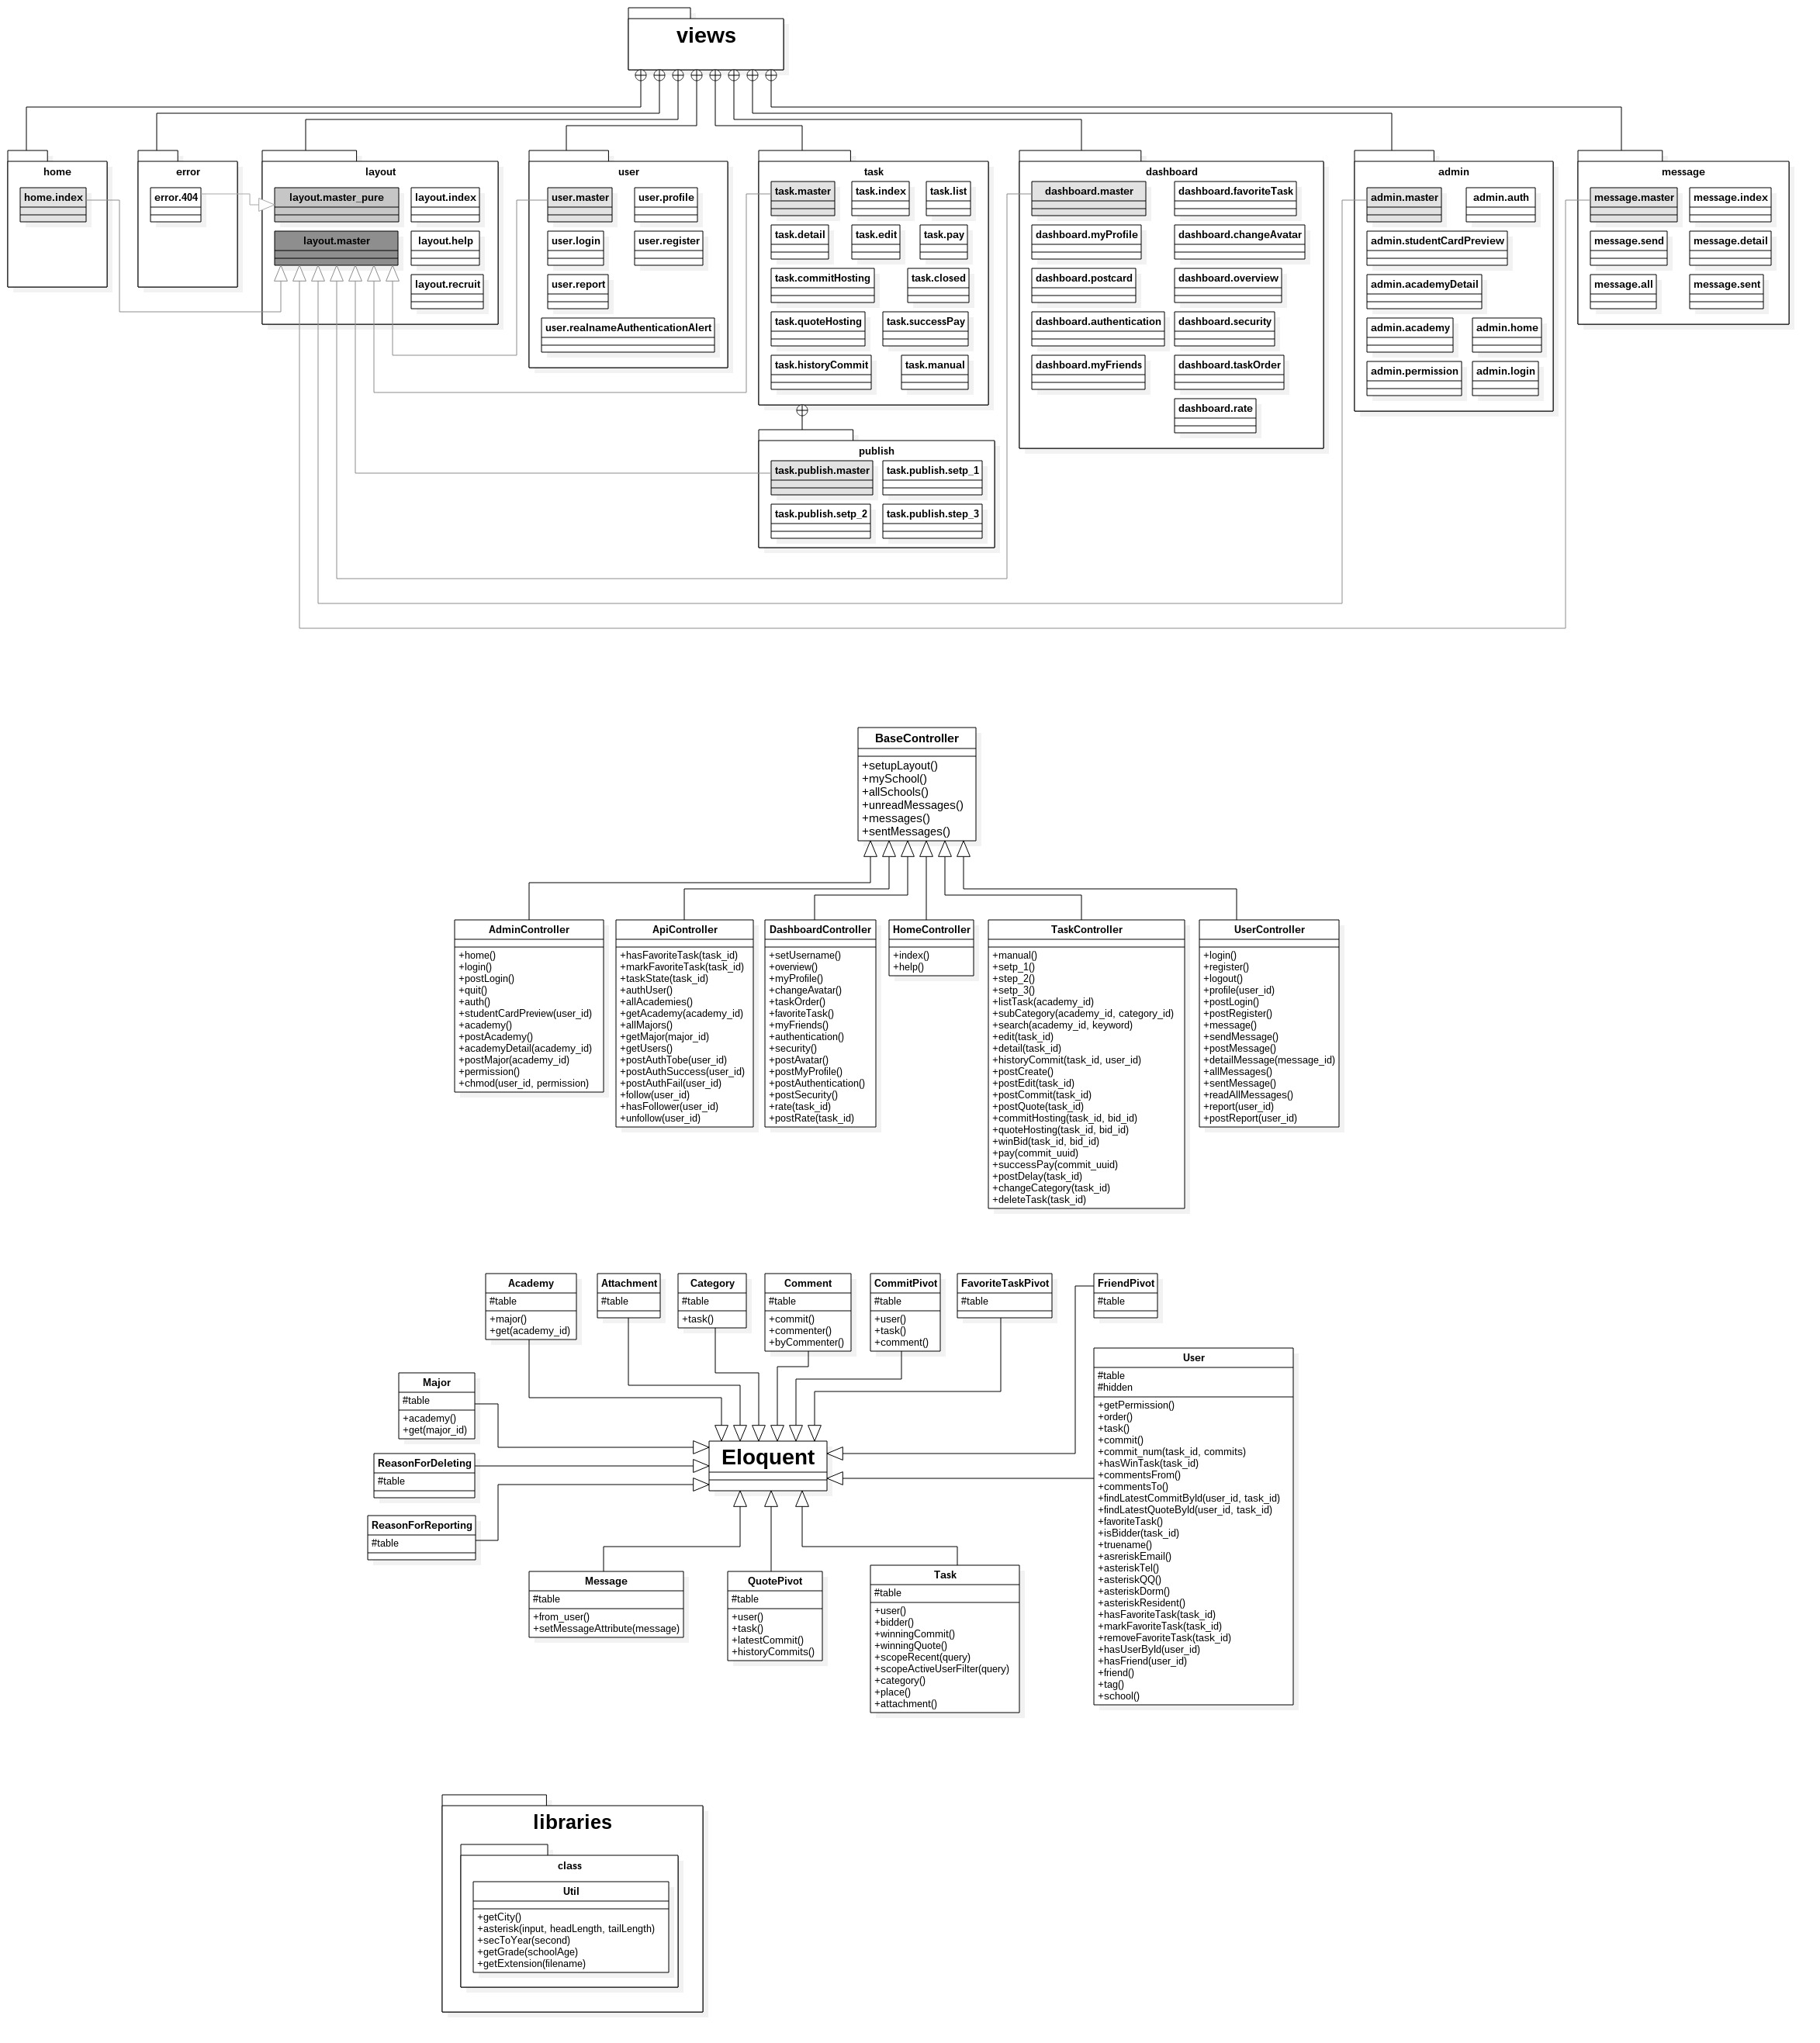 views
home
home.index
error
error.404
layout
layout.master_pure
layout.index
layout.master
layout.help
layout.recruit
user
user.master
user.profile
user.login
user.register
user.report
user.realnameAuthenticationAlert
task
task.master
task.index
task.list
task.detail
task.edit
task.pay
task.commitHosting
task.closed
task.quoteHosting
task.successPay
task.historyCommit
task.manual
publish
task.publish.master
task.publish.setp_1
task.publish.setp_2
task.publish.step_3
dashboard
dashboard.master
dashboard.favoriteTask
dashboard.myProfile
dashboard.changeAvatar
dashboard.postcard
dashboard.overview
dashboard.authentication
dashboard.security
dashboard.myFriends
dashboard.taskOrder
dashboard.rate
admin
admin.master
admin.auth
admin.studentCardPreview
admin.academyDetail
admin.academy
admin.home
admin.permission
admin.login
message
message.master
message.index
message.send
message.detail
message.all
message.sent
BaseController
+setupLayout()
+mySchool()
+allSchools()
+unreadMessages()
+messages()
+sentMessages()
AdminController
+home()
+login()
+postLogin()
+quit()
+auth()
+studentCardPreview(user_id)
+academy()
+postAcademy()
+academyDetail(academy_id)
+postMajor(academy_id)
+permission()
+chmod(user_id, permission)
ApiController
+hasFavoriteTask(task_id)
+markFavoriteTask(task_id)
+taskState(task_id)
+authUser()
+allAcademies()
+getAcademy(academy_id)
+allMajors()
+getMajor(major_id)
+getUsers()
+postAuthTobe(user_id)
+postAuthSuccess(user_id)
+postAuthFail(user_id)
+follow(user_id)
+hasFollower(user_id)
+unfollow(user_id)
DashboardController
+setUsername()
+overview()
+myProfile()
+changeAvatar()
+taskOrder()
+favoriteTask()
+myFriends()
+authentication()
+security()
+postAvatar()
+postMyProfile()
+postAuthentication()
+postSecurity()
+rate(task_id)
+postRate(task_id)
HomeController
+index()
+help()
TaskController
+manual()
+setp_1()
+step_2()
+setp_3()
+listTask(academy_id)
+subCategory(academy_id, category_id)
+search(academy_id, keyword)
+edit(task_id)
+detail(task_id)
+historyCommit(task_id, user_id)
+postCreate()
+postEdit(task_id)
+postCommit(task_id)
+postQuote(task_id)
+commitHosting(task_id, bid_id)
+quoteHosting(task_id, bid_id)
+winBid(task_id, bid_id)
+pay(commit_uuid)
+successPay(commit_uuid)
+postDelay(task_id)
+changeCategory(task_id)
+deleteTask(task_id)
UserController
+login()
+register()
+logout()
+profile(user_id)
+postLogin()
+postRegister()
+message()
+sendMessage()
+postMessage()
+detailMessage(message_id)
+allMessages()
+sentMessage()
+readAllMessages()
+report(user_id)
+postReport(user_id)
Academy
#table
+major()
+get(academy_id)
Attachment
#table
Category
#table
+task()
Comment
#table
+commit()
+commenter()
+byCommenter()
CommitPivot
#table
+user()
+task()
+comment()
FavoriteTaskPivot
#table
FriendPivot
#table
Major
#table
+academy()
+get(major_id)
ReasonForDeleting
#table
ReasonForReporting
#table
Eloquent
User
#table
#hidden
+getPermission()
+order()
+task()
+commit()
+commit_num(task_id, commits)
+hasWinTask(task_id)
+commentsFrom()
+commentsTo()
+findLatestCommitById(user_id, task_id)
+findLatestQuoteById(user_id, task_id)
+favoriteTask()
+isBidder(task_id)
+truename()
+asreriskEmail()
+asteriskTel()
+asteriskQQ()
+asteriskDorm()
+asteriskResident()
+hasFavoriteTask(task_id)
+markFavoriteTask(task_id)
+removeFavoriteTask(task_id)
+hasUserById(user_id)
+hasFriend(user_id)
+friend()
+tag()
+school()
Message
#table
+from_user()
+setMessageAttribute(message)
QuotePivot
#table
+user()
+task()
+latestCommit()
+historyCommits()
Task
#table
+user()
+bidder()
+winningCommit()
+winningQuote()
+scopeRecent(query)
+scopeActiveUserFilter(query)
+category()
+place()
+attachment()
libraries
class
Util
+getCity()
+asterisk(input, headLength, tailLength)
+secToYear(second)
+getGrade(schoolAge)
+getExtension(filename)